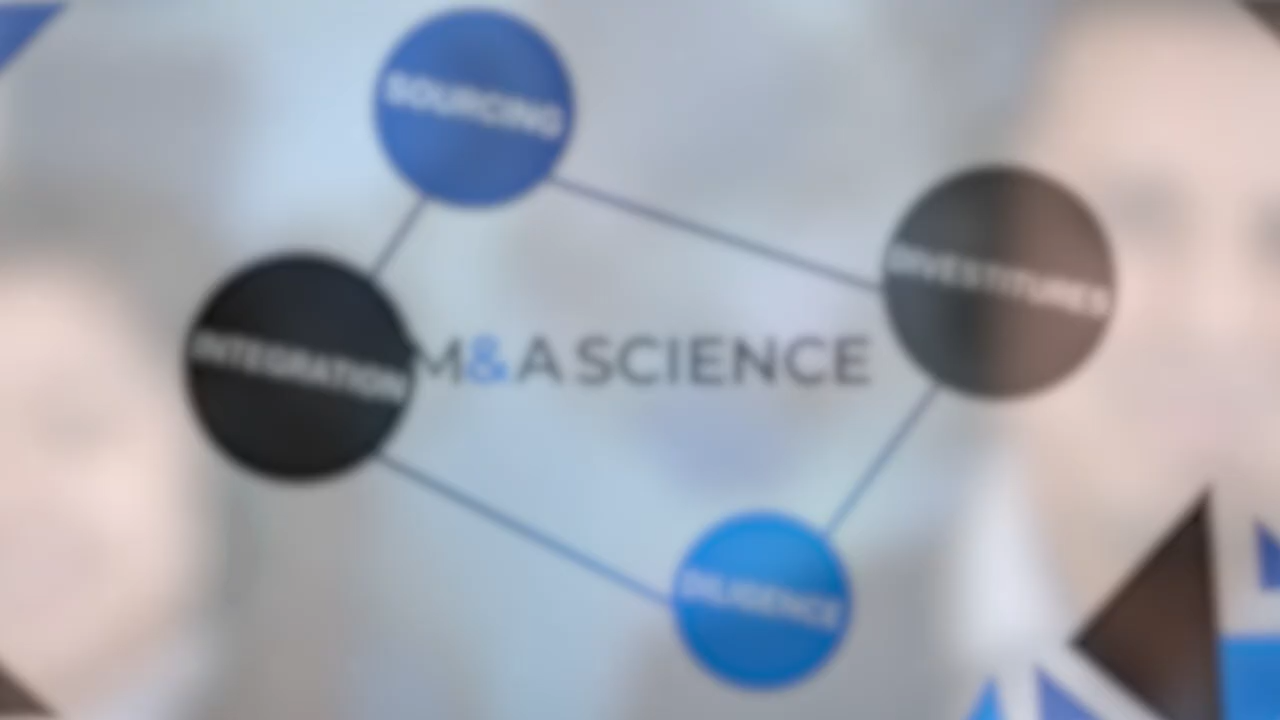 SOURCING
DIVESTITURES
INTEGRATION
M&A SCIENCE
DILIGENCE